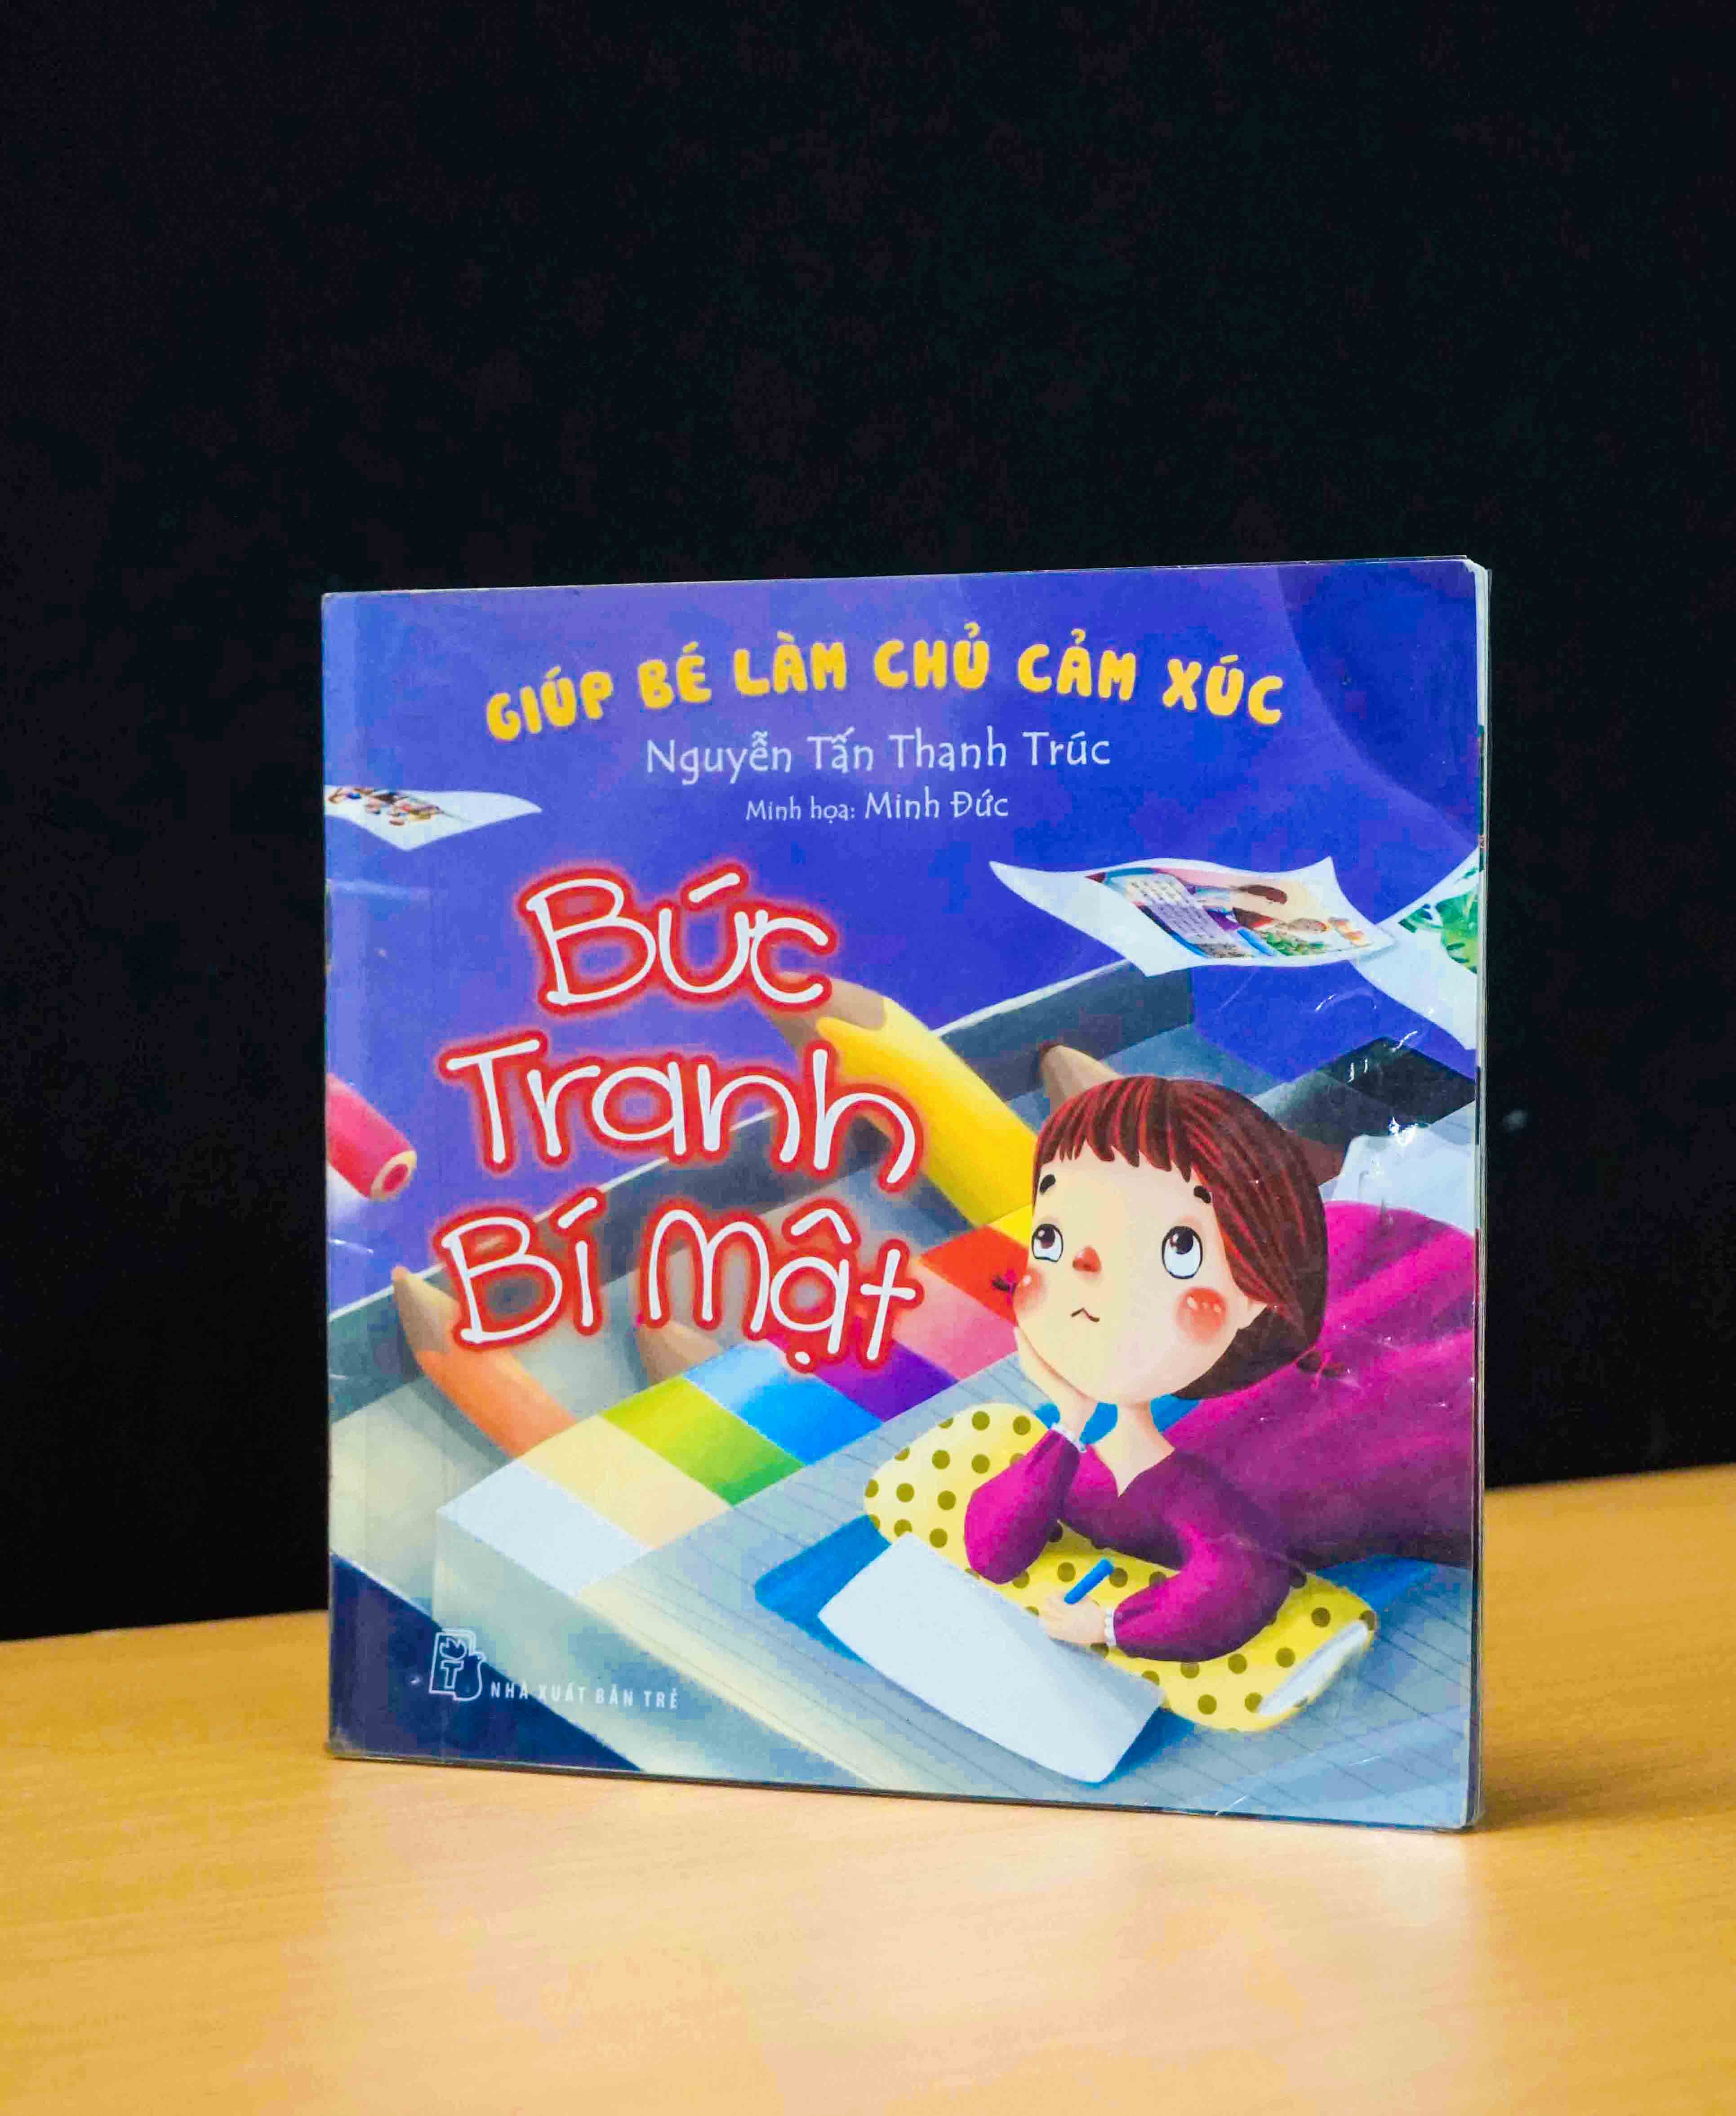 GIÚP BÉ LÀM CHỦ CẢM XÚC
Nguyễn Tấn Thanh Trúc
Minh họa: Minh Đức
Bức
Tranh
Bí Mật
NHÀ XUẤT BẢN TRẺ